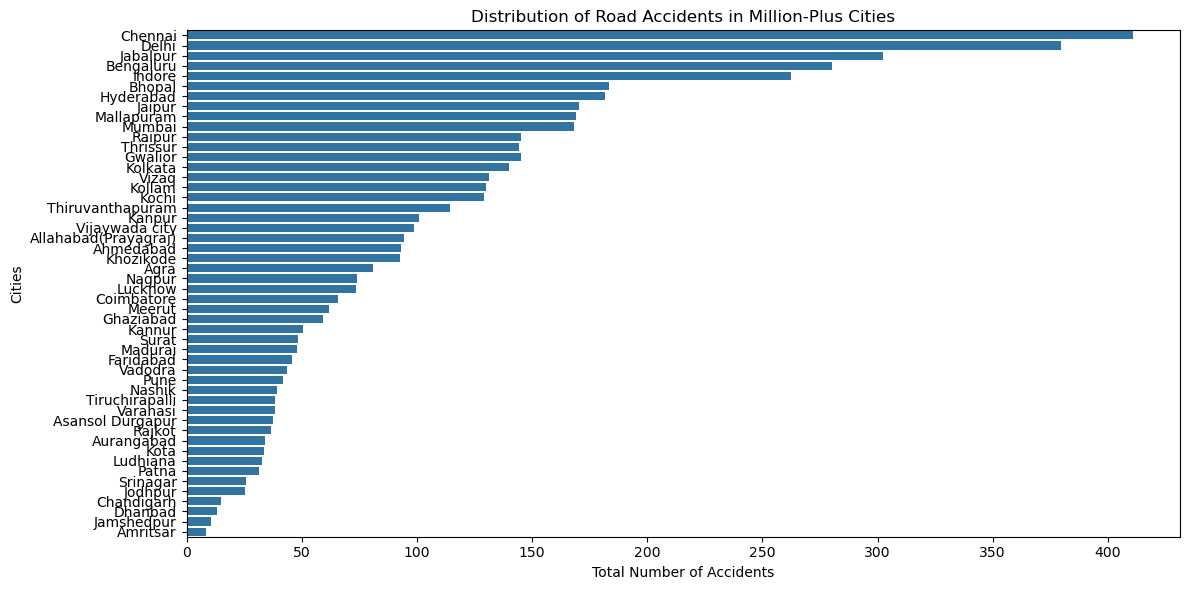 Distribution of Road Accidents in Million-Plus Cities
Chennai
Delhi
Jabalpur
Bengaluru
Indore
Bhopal
Hyderabad
Jaipur
Mallapuram
Mumbai
Raipur
Thrissur
Gwalior
Kolkata
Vizag
Kollam
Kochi
Thiruvanthapuram
Kanpur
Vijaywada city
Allahabad(Prayagraj)
Ahmedabad
Khozikode
Agra
Nagpur
Lucknow
Coimbatore
Meerut
Ghaziabad
Kannur
Surat
Madurai
Faridabad
Vadodra
Pune
Nashik
Tiruchirapalli
Varahasi
Asansol Durgapur
Rajkot
Aurangabad
Kota
Ludhiana
Patna
Srinagar
Jodhpur
Chandigarh
Dhanbad
Jamshedpur
Amritsar
Cities
0 50 100 150 200 250 300 350 400
Total Number of Accidents